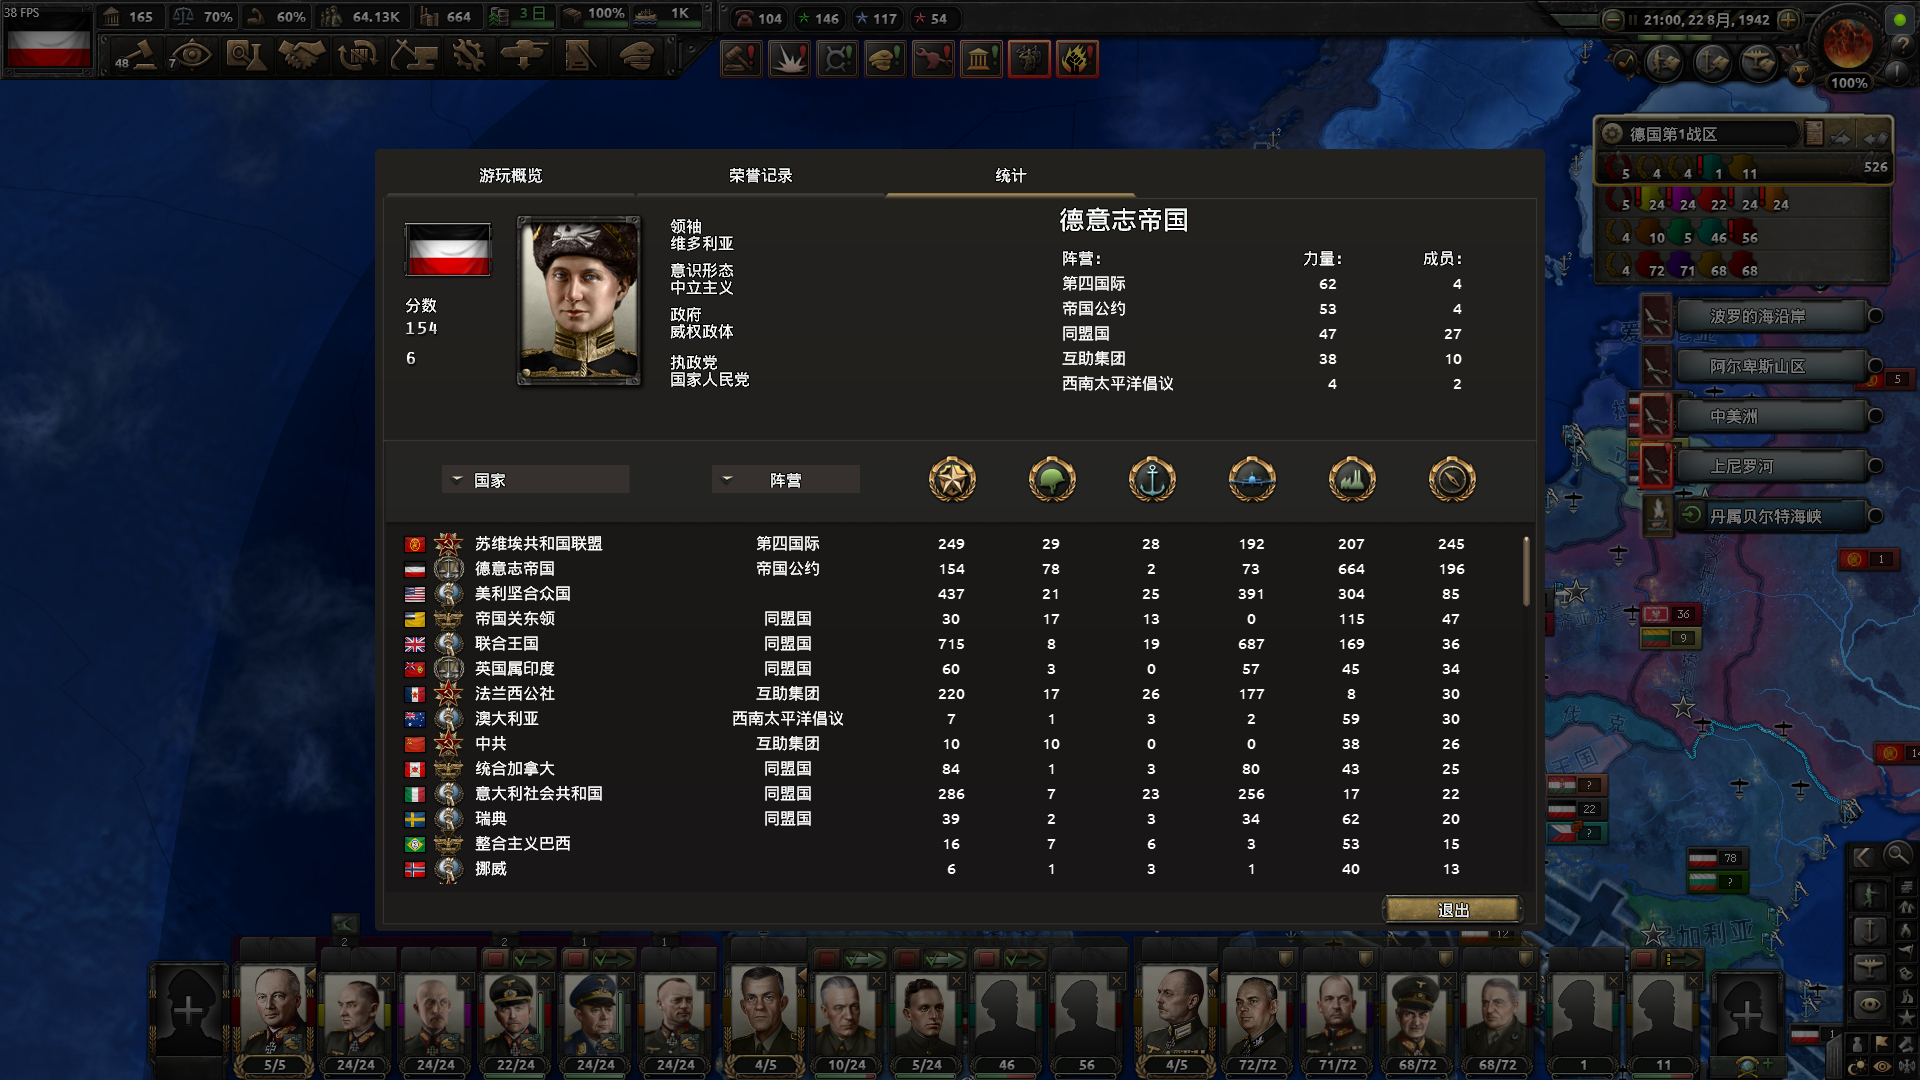 38 FPS
165 70% 60% 64.13K 664 3日 100% 1K 104 146 117 54
21:00, 22 8月, 1942
48 7
100%
德国第1战区
5 4 4 1 11 526
5 24 24 22 24 24
4 10 5 46 56
4 72 71 68 68
游玩概览 荣誉记录 统计
领袖
维多利亚
意识形态
中立主义
政府
威权政体
执政党
国家人民党
分数
154
6
德意志帝国
阵营: 力量: 成员:
第四国际 62 4
帝国公约 53 4
同盟国 47 27
互助集团 38 10
西南太平洋倡议 4 2
波罗的海沿岸
阿尔卑斯山区
中美洲
上尼罗河
丹属贝尔特海峡
国家 阵营
苏维埃共和国联盟 第四国际 249 29 28 192 207 245
德意志帝国 帝国公约 154 78 2 73 664 196
美利坚合众国 437 21 25 391 304 85
帝国关东领 同盟国 30 17 13 0 115 47
联合王国 同盟国 715 8 19 687 169 36
英国属印度 同盟国 60 3 0 57 45 34
法兰西公社 互助集团 220 17 26 177 8 30
澳大利亚 西南太平洋倡议 7 1 3 2 59 30
中共 互助集团 10 10 0 0 38 26
统合加拿大 同盟国 84 1 3 80 43 25
意大利社会共和国 同盟国 286 7 23 256 17 22
瑞典 同盟国 39 2 3 34 62 20
整合主义巴西 16 7 6 3 53 15
挪威 6 1 3 1 40 13
退出
5
1
36
9
?
22
?
78
?
12
1
加利亚
2 2 1 1
5/5 24/24 24/24 22/24 24/24 24/24 4/5 10/24 5/24 46 56 4/5 72/72 71/72 68/72 68/72 1 11